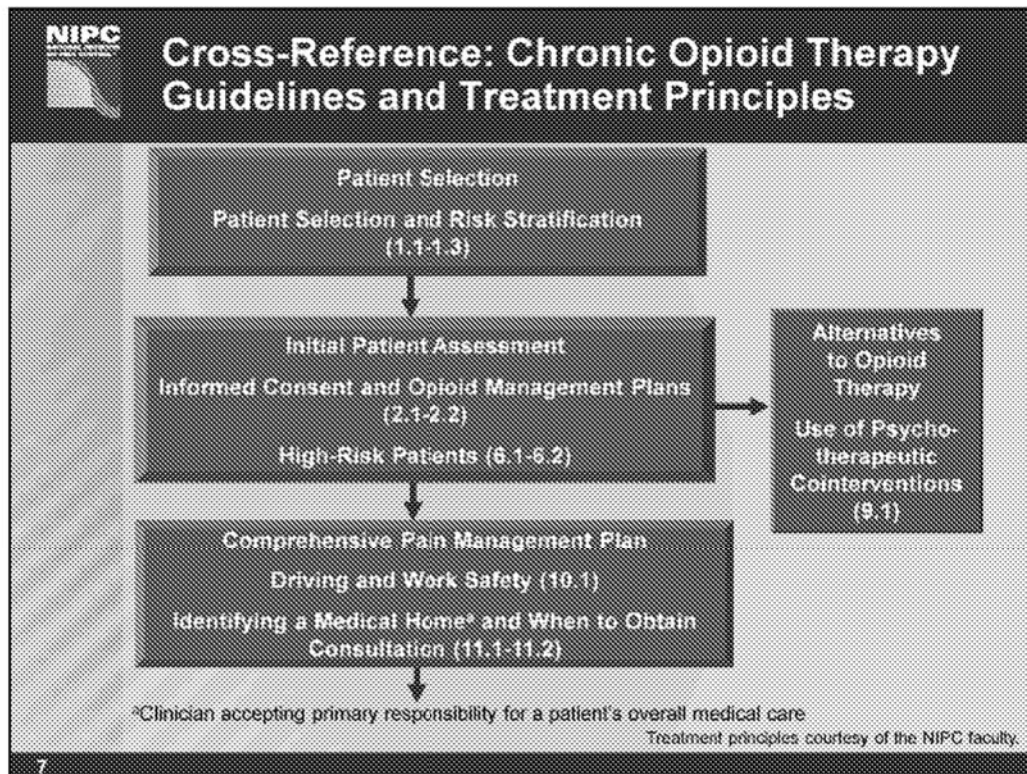 NIPC
Cross-Reference: Chronic Opioid Therapy
Guidelines and Treatment Principles
Patient Selection
Patient Selection and Risk Stratification
(1.1-1.3)
Initial Patient Assessment
Informed Consent and Opioid Management Plans
(2.1-2.2)
High-Risk Patients (6.1-6.2)
Alternatives
to Opioid
Therapy
Use of Psycho-
therapeutic
Cointerventions
(9.1)
Comprehensive Pain Management Plan
Driving and Work Safety (10.1)
Identifying a Medical Homeᵃ and When to Obtain
Consultation (11.1-11.2)
ᵃClinician accepting primary responsibility for a patient's overall medical care
Treatment principles courtesy of the NIPC faculty.
7